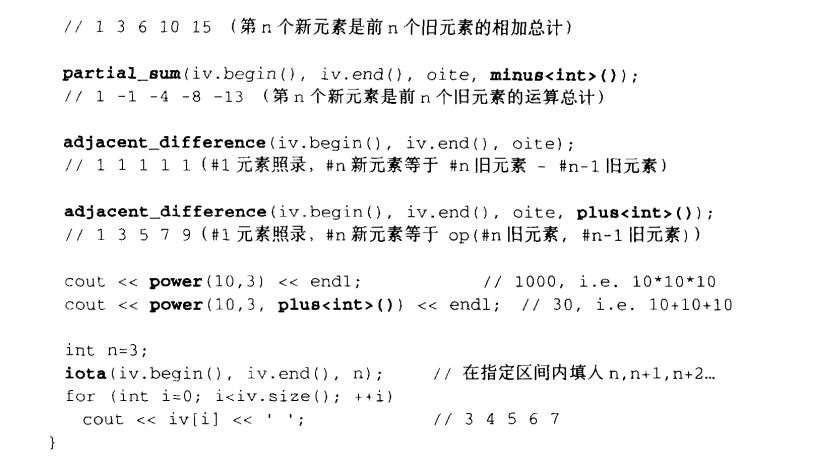 // 1 3 6 10 15 （第 n 个新元素是前 n 个旧元素的相加总计）
partial_sum(iv.begin(), iv.end(), oite, minus<int>());
// 1 -1 -4 -8 -13 （第 n 个新元素是前 n 个旧元素的运算总计）
adjacent_difference(iv.begin(), iv.end(), oite);
// 1 1 1 1 1 (#1 元素照录, #n 新元素等于 #n 旧元素 - #n-1 旧元素)
adjacent_difference(iv.begin(), iv.end(), oite, plus<int>());
// 1 3 5 7 9 (#1 元素照录, #n 新元素等于 op(#n 旧元素, #n-1 旧元素))
cout << power(10,3) << endl; // 1000, i.e. 10*10*10
cout << power(10,3, plus<int>()) << endl; // 30, i.e. 10+10+10
int n=3;
iota(iv.begin(), iv.end(), n); // 在指定区间内填入 n,n+1,n+2…
for (int i=0; i<iv.size(); ++i)
cout << iv[i] << ' '; // 3 4 5 6 7
}